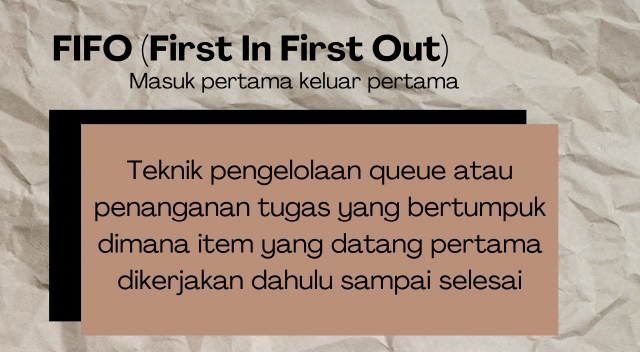 FIFO (First In First Out)
Masuk pertama keluar pertama
Teknik pengelolaan queue atau
penanganan tugas yang bertumpuk
dimana item yang datang pertama
dikerjakan dahulu sampai selesai